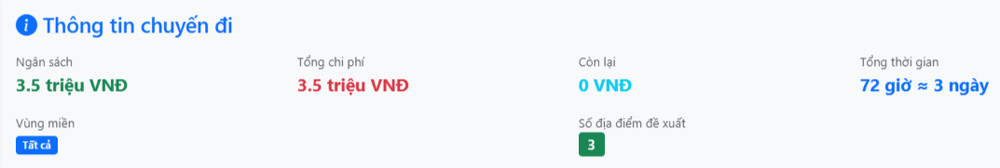 Thông tin chuyến đi
Ngân sách Tổng chi phí Còn lại Tổng thời gian
3.5 triệu VNĐ 3.5 triệu VNĐ 0 VNĐ 72 giờ ≈ 3 ngày
Vùng miền Số địa điểm đề xuất
Tất cả 3